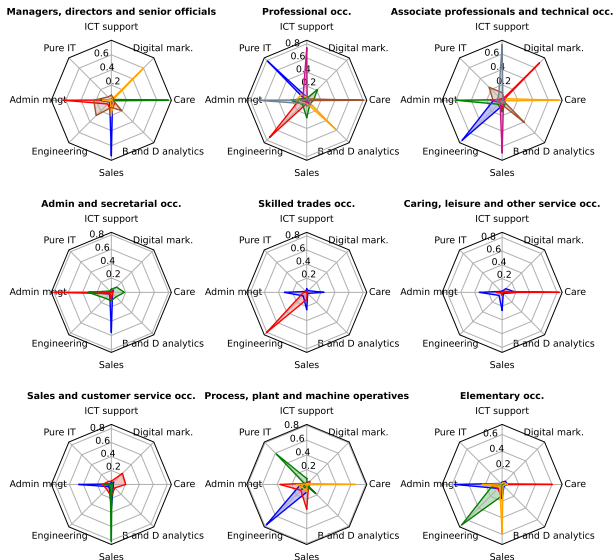 Managers, directors and senior officials
Professional occ.
Associate professionals and technical occ.
ICT support
ICT support
ICT support
Pure IT
0.6
Digital mark.
Pure IT
0.8
Digital mark.
Pure IT
0.6
Digital mark.
0.6
0.4
0.4
0.4
0.2
0.2
0.2
Admin mngt
Care
Admin mngt
Care
Admin mngt
Care
Engineering
B and D analytics
Engineering
B and D analytics
Engineering
B and D analytics
Sales
Sales
Sales
Admin and secretarial occ.
Skilled trades occ.
Caring, leisure and other service occ.
ICT support
ICT support
ICT support
Pure IT
0.8
Digital mark.
Pure IT
0.8
Digital mark.
Pure IT
0.8
Digital mark.
0.6
0.6
0.6
0.4
0.4
0.4
0.2
0.2
0.2
Admin mngt
Care
Admin mngt
Care
Admin mngt
Care
Engineering
B and D analytics
Engineering
B and D analytics
Engineering
B and D analytics
Sales
Sales
Sales
Sales and customer service occ.
Process, plant and machine operatives
Elementary occ.
ICT support
ICT support
ICT support
Pure IT
0.8
Digital mark.
Pure IT
0.8
Digital mark.
Pure IT
0.6
Digital mark.
0.6
0.6
0.4
0.4
0.4
0.2
0.2
0.2
Admin mngt
Care
Admin mngt
Care
Admin mngt
Care
Engineering
B and D analytics
Engineering
B and D analytics
Engineering
B and D analytics
Sales
Sales
Sales